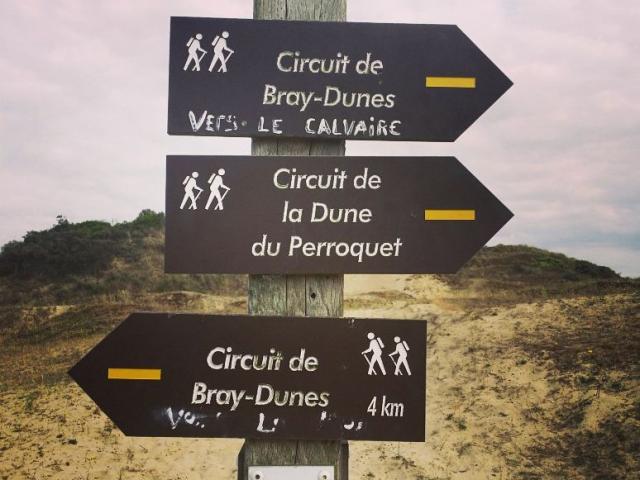 Circuit de
Bray-Dunes
VERS LE CALVAIRE
Circuit de
la Dune
du Perroquet
Circuit de
Bray-Dunes
4 km